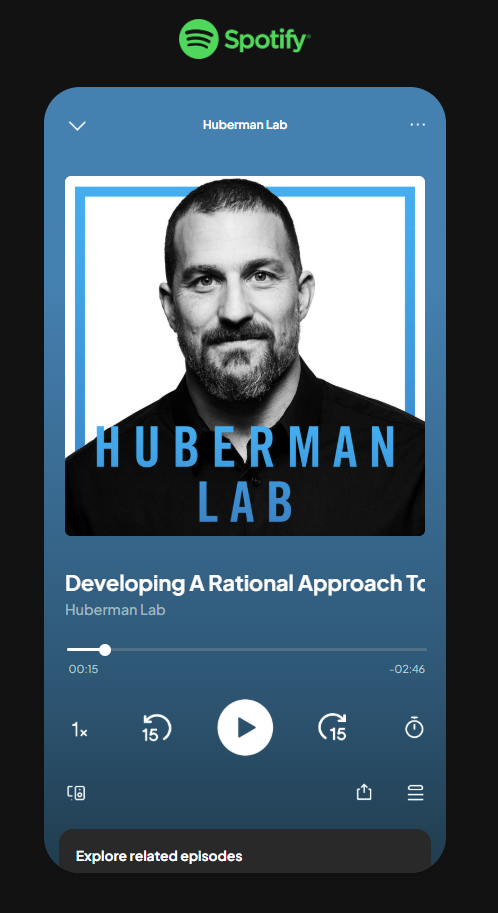 Spotify
Huberman Lab
HUBERMAN
LAB
Developing A Rational Approach To
Huberman Lab
00:15
-02:46
1x
15
15
Explore related episodes